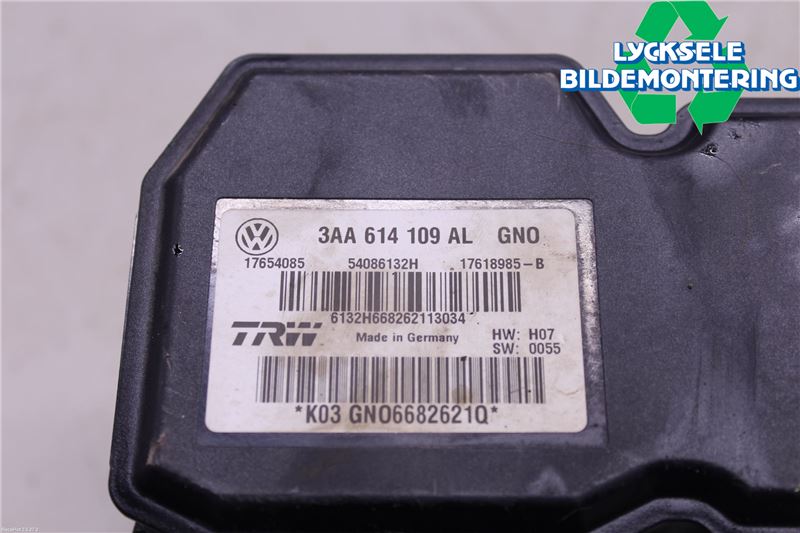 LYCKSELE
BILDEMONTERING
3AA 614 109 AL GNO
17654085 54086132H 17618985-B
6132H668262113034
TRW Made in Germany HW: H07
SW: 0055
*K03 GNO6682621Q*